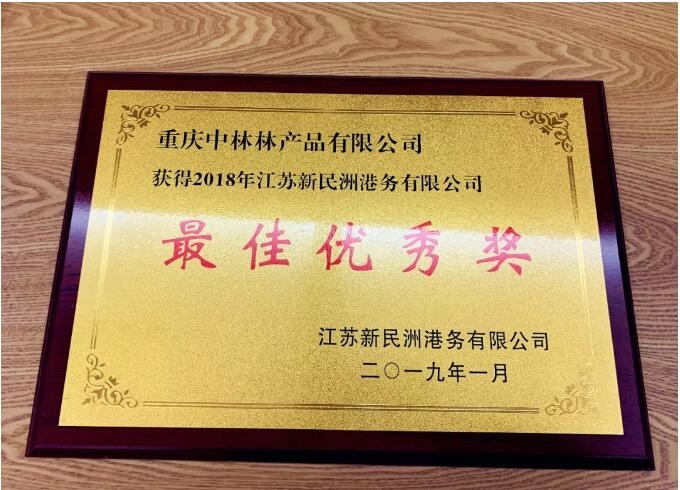 重庆中林林产品有限公司
获得2018年江苏新民洲港务有限公司
最佳优秀奖
江苏新民洲港务有限公司
二〇一九年一月